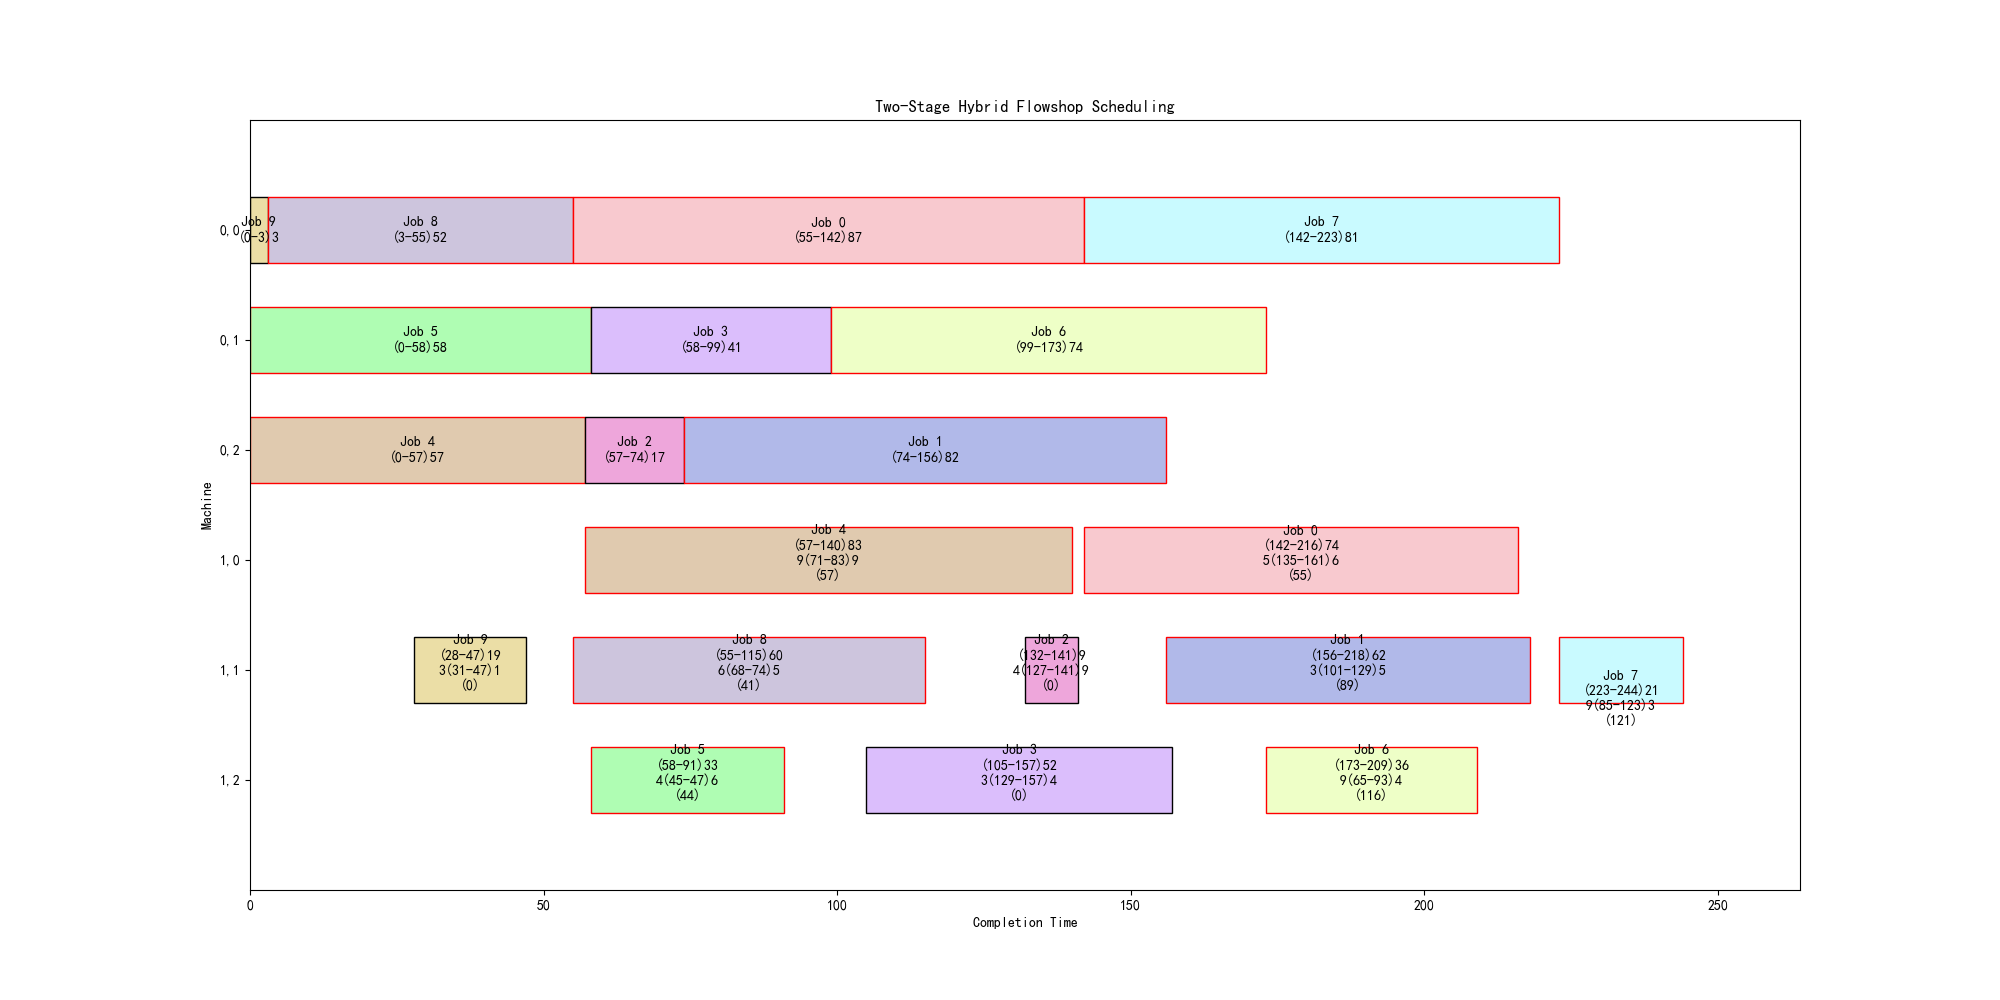 Two-Stage Hybrid Flowshop Scheduling
Machine
0,0
Job 9
(0-3)3
Job 8
(3-55)52
Job 0
(55-142)87
Job 7
(142-223)81
0,1
Job 5
(0-58)58
Job 3
(58-99)41
Job 6
(99-173)74
0,2
Job 4
(0-57)57
Job 2
(57-74)17
Job 1
(74-156)82
1,0
Job 4
(57-140)83
9(71-83)9
(57)
Job 0
(142-216)74
5(135-161)6
(55)
1,1
Job 9
(28-47)19
3(31-47)1
(0)
Job 8
(55-115)60
6(68-74)5
(41)
Job 2
(132-141)9
4(127-141)9
(0)
Job 1
(156-218)62
3(101-129)5
(89)
Job 7
(223-244)21
9(85-123)3
(121)
1,2
Job 5
(58-91)33
4(45-47)6
(44)
Job 3
(105-157)52
3(129-157)4
(0)
Job 6
(173-209)36
9(65-93)4
(116)
0
50
100
150
200
250
Completion Time